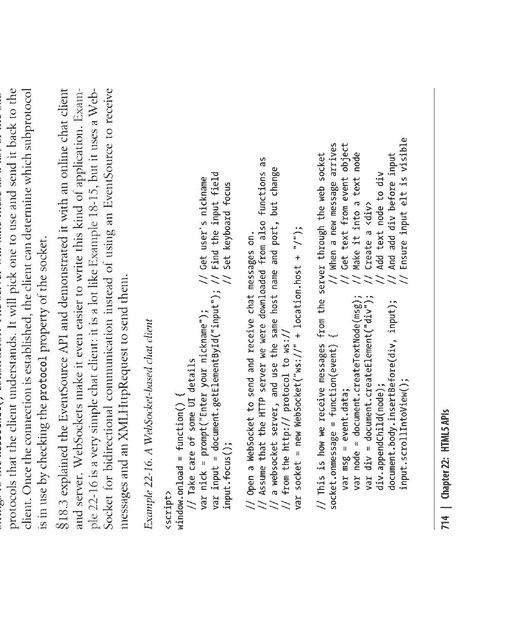 protocols that the client understands. It will pick one to use and send it back to the
client. Once the connection is established, the client can determine which subprotocol
is in use by checking the protocol property of the socket.
§18.3 explained the EventSource API and demonstrated it with an online chat client
and server. WebSockets make it even easier to write this kind of application. Exam-
ple 22-16 is a very simple chat client: it is a lot like Example 18-15, but it uses a Web-
Socket for bidirectional communication instead of using an EventSource to receive
messages and an XMLHttpRequest to send them.
Example 22-16. A WebSocket-based chat client
<script>
window.onload = function() {
// Take care of some UI details
var nick = prompt("Enter your nickname"); // Get user's nickname
var input = document.getElementById("input"); // Find the input field
input.focus(); // Set keyboard focus
// Open a WebSocket to send and receive chat messages on.
// Assume that the HTTP server we were downloaded from also functions as
// a websocket server, and use the same host name and port, but change
// from the http:// protocol to ws://
var socket = new WebSocket("ws://" + location.host + "/");
// This is how we receive messages from the server through the web socket
socket.onmessage = function(event) { // When a new message arrives
var msg = event.data; // Get text from event object
var node = document.createTextNode(msg); // Make it into a text node
var div = document.createElement("div"); // Create a <div>
div.appendChild(node); // Add text node to div
document.body.insertBefore(div, input); // And add div before input
input.scrollIntoView(); // Ensure input elt is visible
714 | Chapter 22: HTML5 APIs